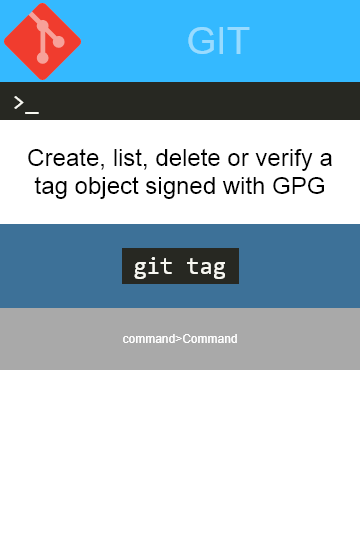 GIT
>_
Create, list, delete or verify a
tag object signed with GPG
git tag
command>Command